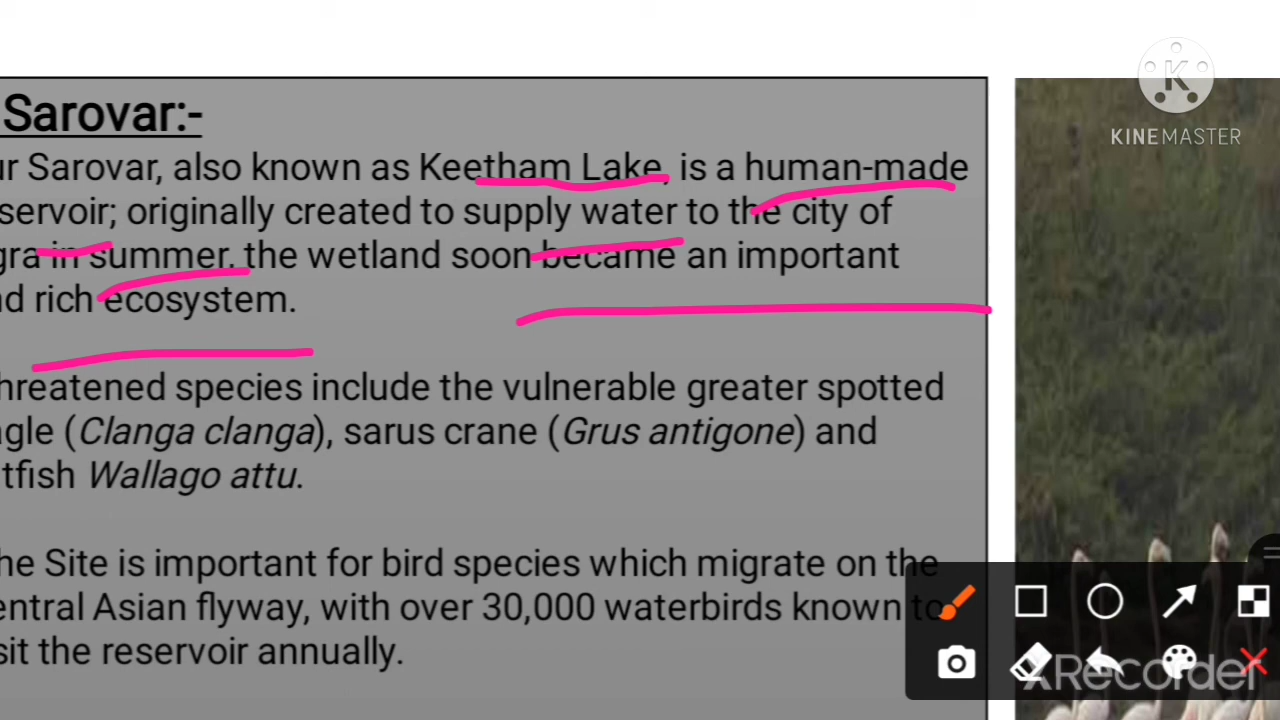 Sarovar:-
ur Sarovar, also known as Keetham Lake, is a human-made
servoir; originally created to supply water to the city of
gra in summer. the wetland soon became an important
nd rich ecosystem.
hreatened species include the vulnerable greater spotted
agle (Clanga clanga), sarus crane (Grus antigone) and
tfish Wallago attu.
he Site is important for bird species which migrate on the
entral Asian flyway, with over 30,000 waterbirds known to
sit the reservoir annually.
K
KINEMASTER
XRecorder